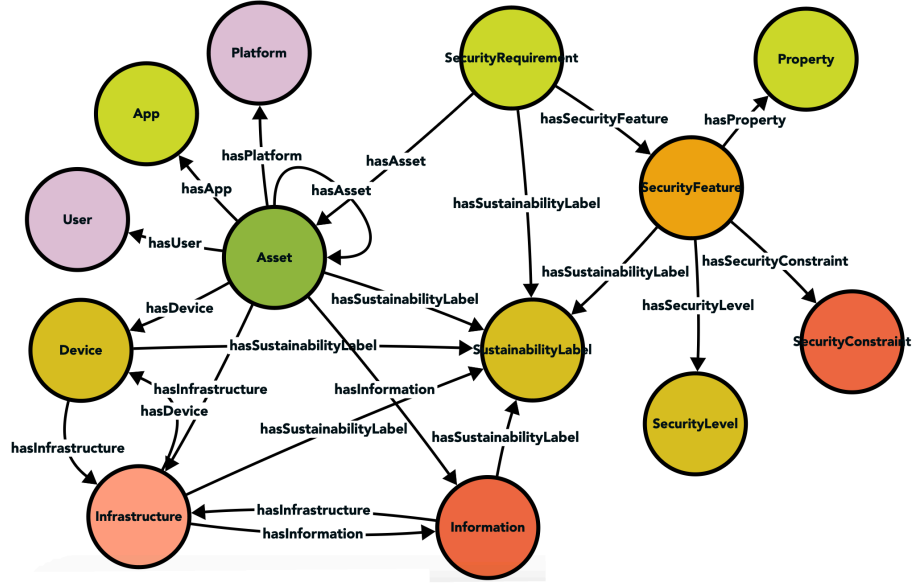 Platform
SecurityRequirement
Property
App
hasSecurityFeature
hasProperty
hasPlatform
hasAsset
hasApp
hasAsset
SecurityFeature
hasSustainabilityLabel
User
hasUser
Asset
hasSecurityConstraint
hasSustainabilityLabel
hasSustainabilityLabel
hasDevice
hasSecurityLevel
Device
hasSustainabilityLabel
SustainabilityLabel
SecurityConstraint
hasInfrastructure
hasInformation
hasDevice
SecurityLevel
hasSustainabilityLabel
hasSustainabilityLabel
hasInfrastructure
hasInfrastructure
Infrastructure
Information
hasInformation